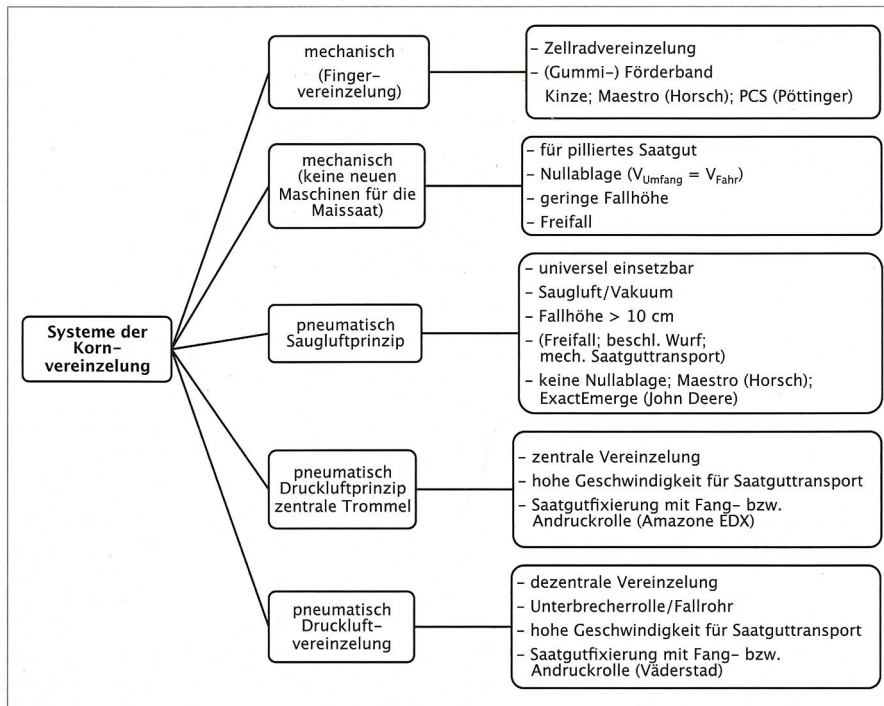 Systeme der
Korn-
vereinzelung
mechanisch
(Finger-
vereinzelung)
- Zellradvereinzelung
- (Gummi-) Förderband
Kinze; Maestro (Horsch); PCS (Pöttinger)
mechanisch
(keine neuen
Maschinen für die
Maissaat)
- für pilliertes Saatgut
- Nullablage (VUmfang = VFahr)
- geringe Fallhöhe
- Freifall
pneumatisch
Saugluftprinzip
- universel einsetzbar
- Saugluft/Vakuum
- Fallhöhe > 10 cm
- (Freifall; beschl. Wurf;
mech. Saatguttransport)
- keine Nullablage; Maestro (Horsch);
ExactEmerge (John Deere)
pneumatisch
Druckluftprinzip
zentrale Trommel
- zentrale Vereinzelung
- hohe Geschwindigkeit für Saatguttransport
- Saatgutfixierung mit Fang- bzw.
Andruckrolle (Amazone EDX)
pneumatisch
Druckluft-
vereinzelung
- dezentrale Vereinzelung
- Unterbrecherrolle/Fallrohr
- hohe Geschwindigkeit für Saatguttransport
- Saatgutfixierung mit Fang- bzw.
Andruckrolle (Väderstad)